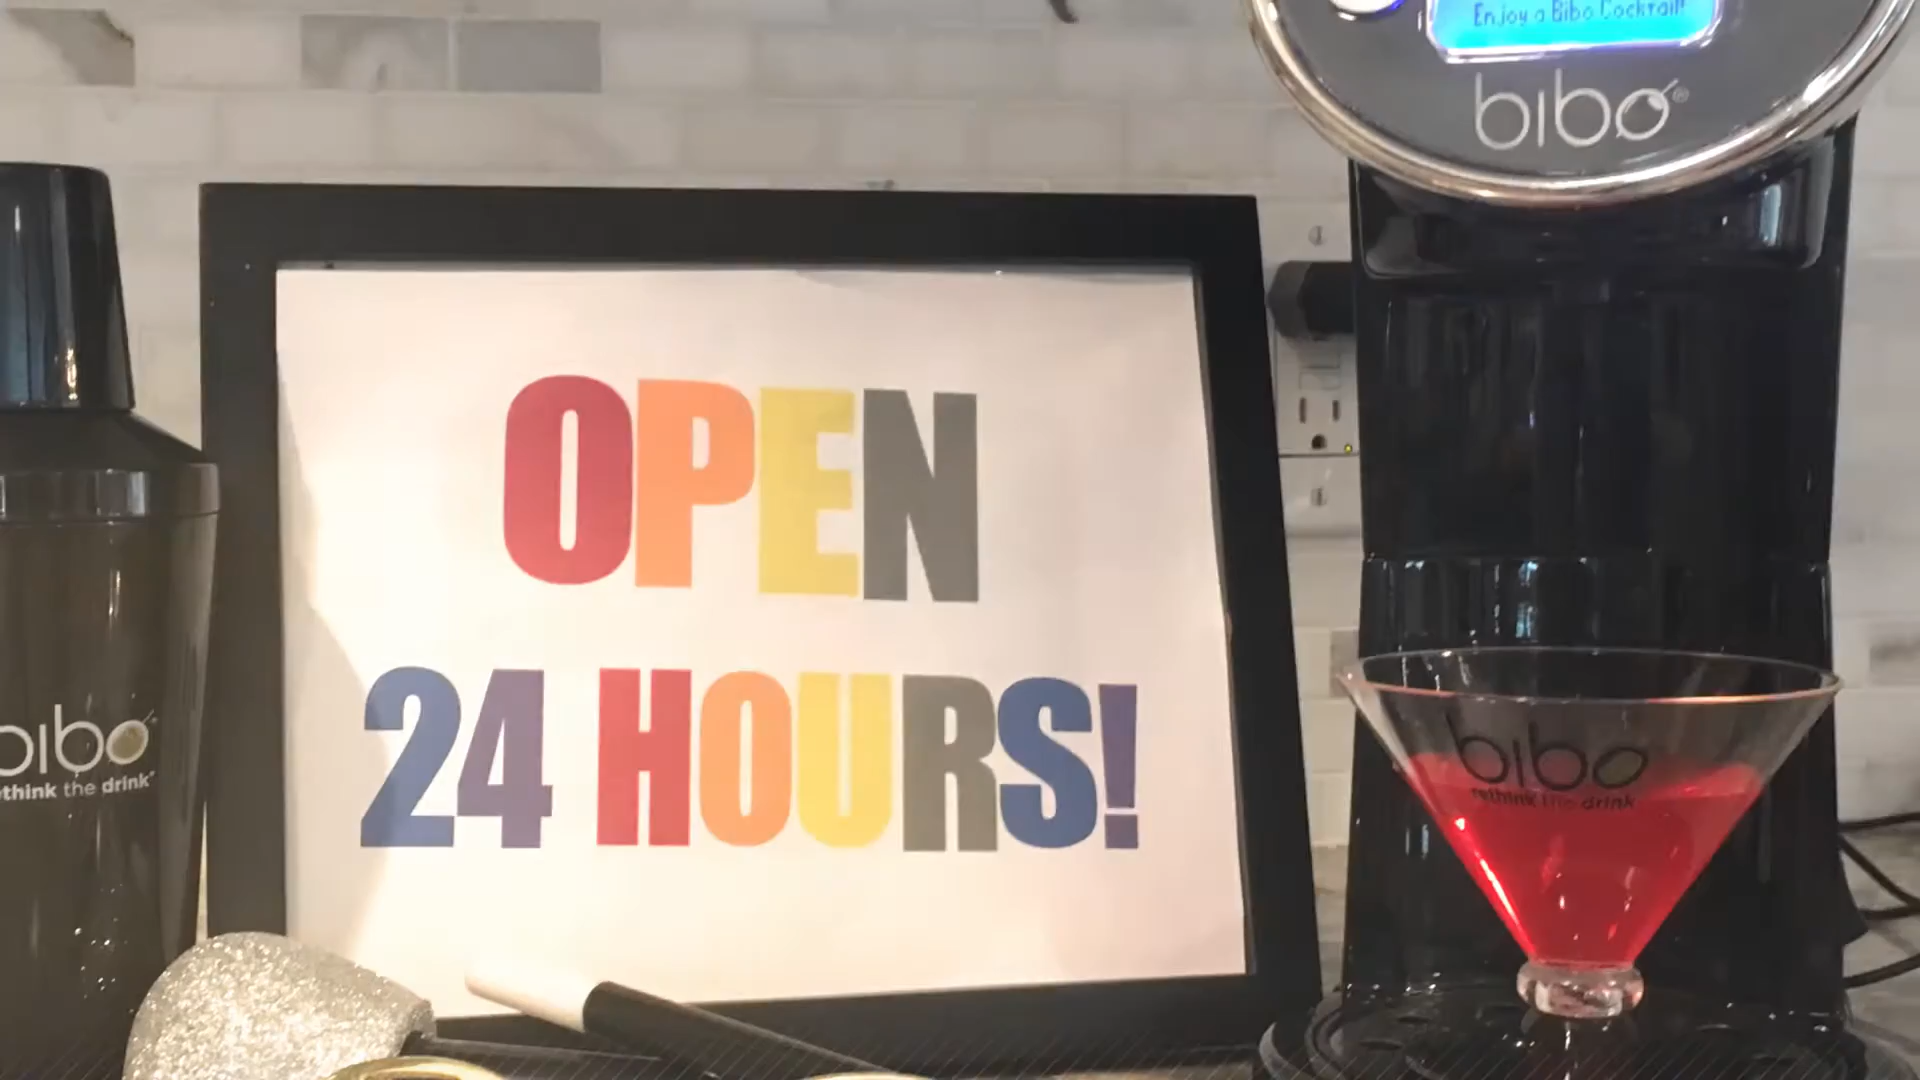 Enjoy a Bibo Cocktail!
bibo®
OPEN
24 HOURS!
bibo
rethink the drink
bibo
rethink the drink